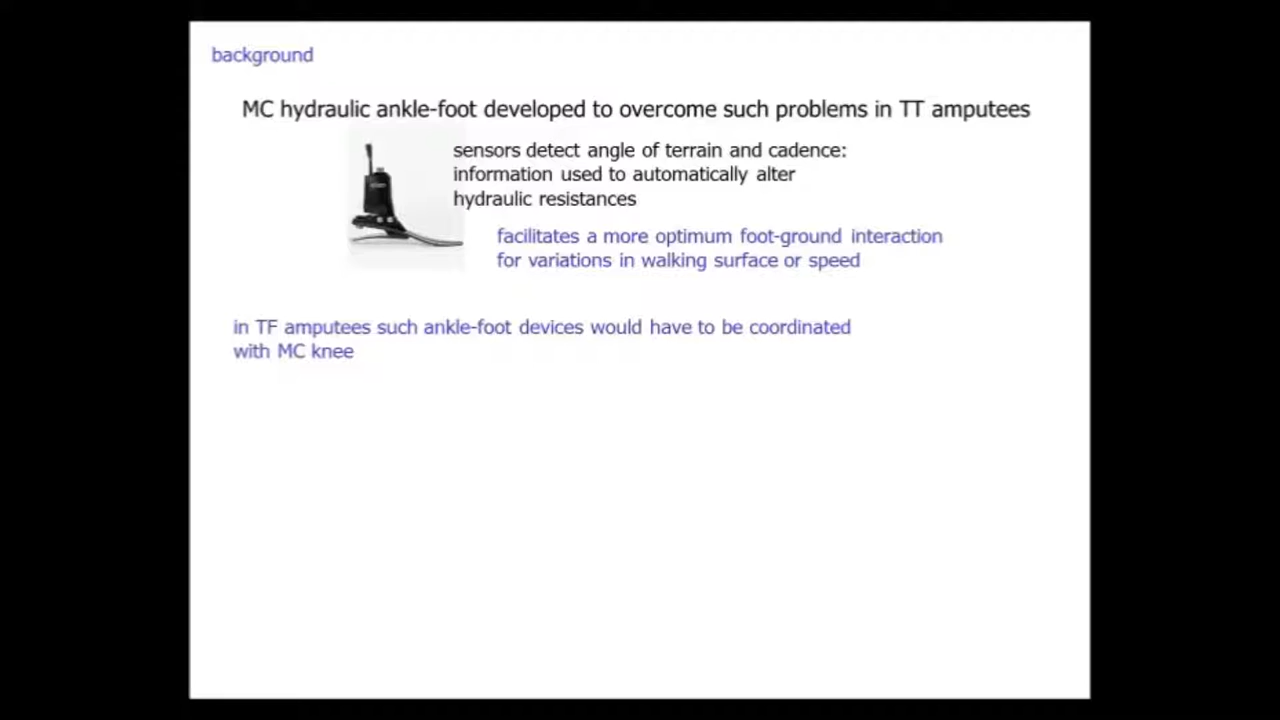 background
MC hydraulic ankle-foot developed to overcome such problems in TT amputees
sensors detect angle of terrain and cadence:
information used to automatically alter
hydraulic resistances
facilitates a more optimum foot-ground interaction
for variations in walking surface or speed
in TF amputees such ankle-foot devices would have to be coordinated
with MC knee